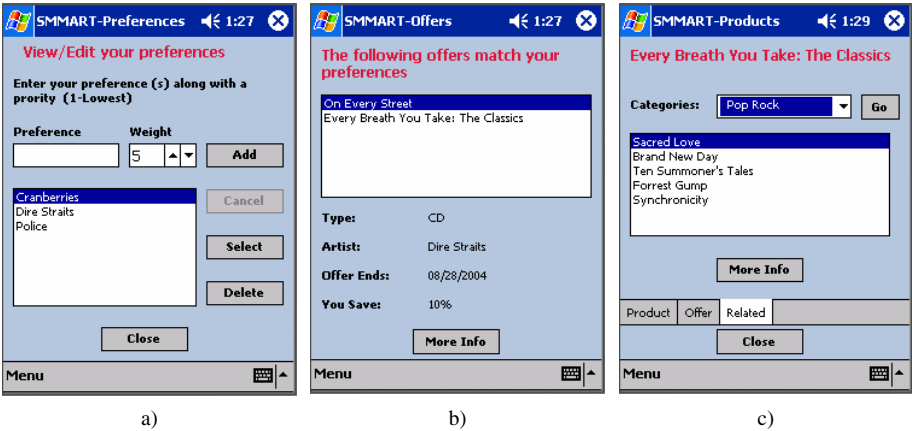 SMMART-Preferences 1:27
View/Edit your preferences
Enter your preference (s) along with a
prority (1-Lowest)
Preference Weight
5 Add
Cranberries
Dire Straits
Police
Cancel
Select
Delete
Close
Menu
a)
SMMART-Offers 1:27
The following offers match your
preferences
On Every Street
Every Breath You Take: The Classics
Type: CD
Artist: Dire Straits
Offer Ends: 08/28/2004
You Save: 10%
More Info
Menu
b)
SMMART-Products 1:29
Every Breath You Take: The Classics
Categories: Pop Rock Go
Sacred Love
Brand New Day
Ten Summoner's Tales
Forrest Gump
Synchronicity
More Info
Product Offer Related
Close
Menu
c)